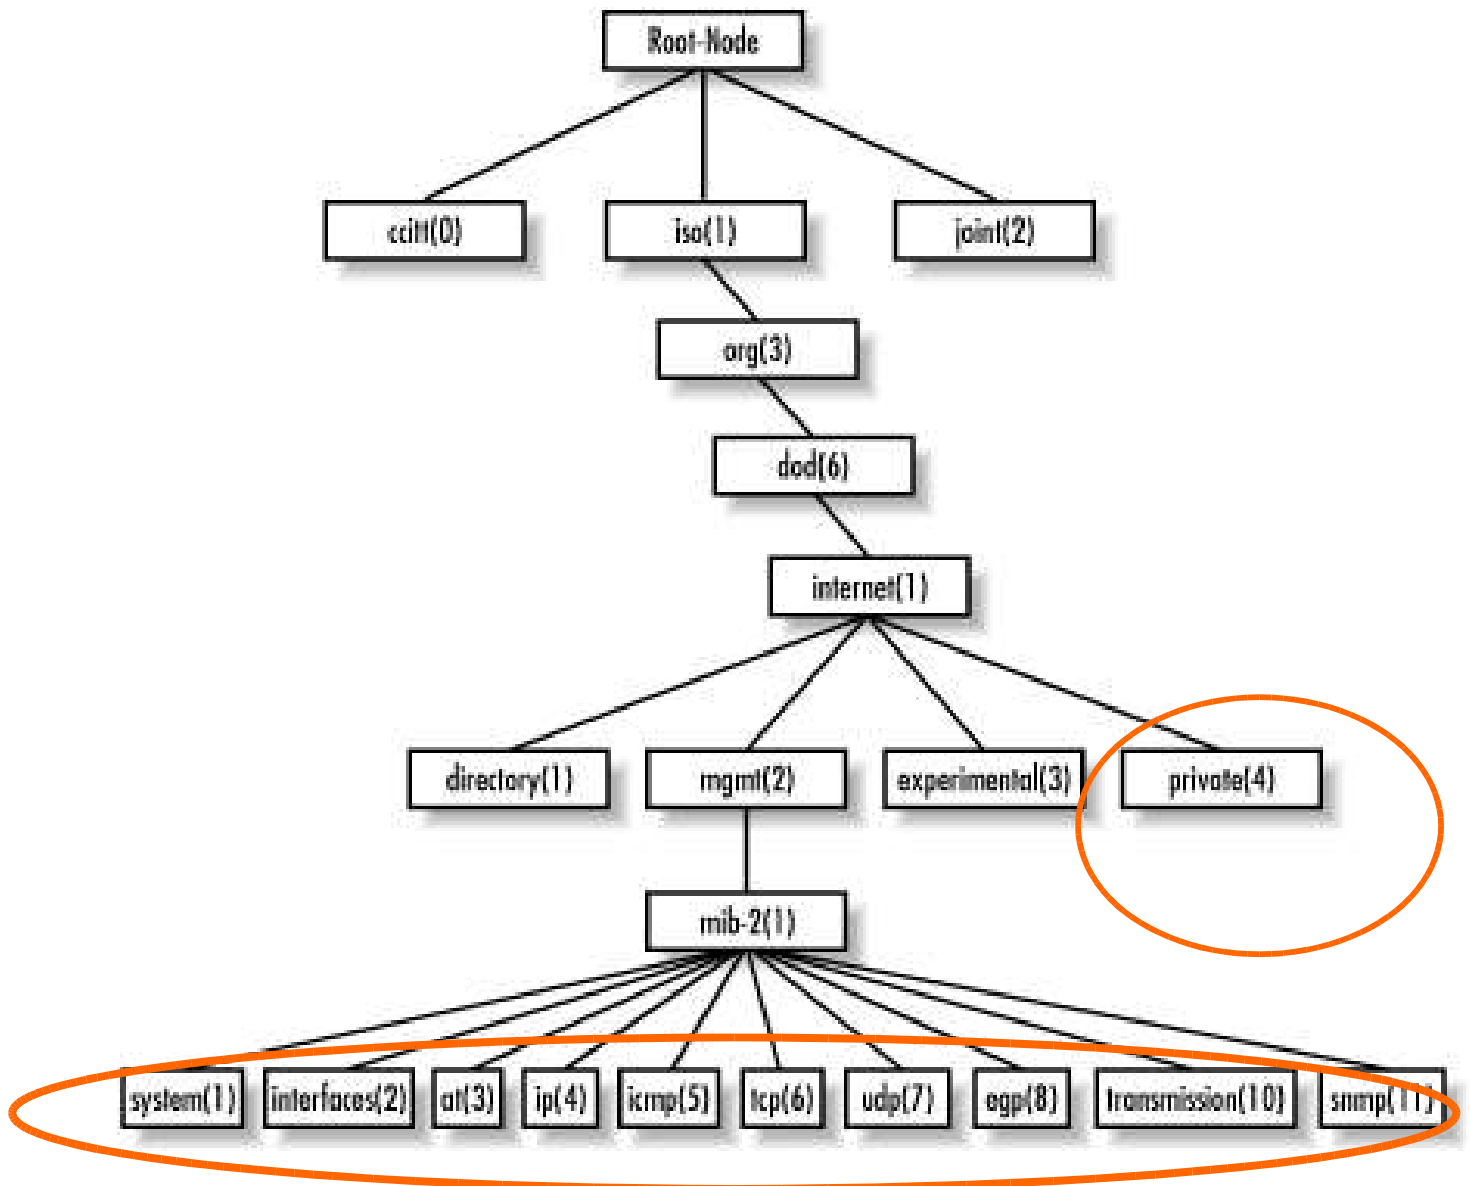 Root-Node
ccitt(0)
iso(1)
joint(2)
org(3)
dod(6)
internet(1)
directory(1)
mgmt(2)
experimental(3)
private(4)
mib-2(1)
system(1)
interfaces(2)
at(3)
ip(4)
icmp(5)
tcp(6)
udp(7)
egp(8)
transmission(10)
snmp(11)